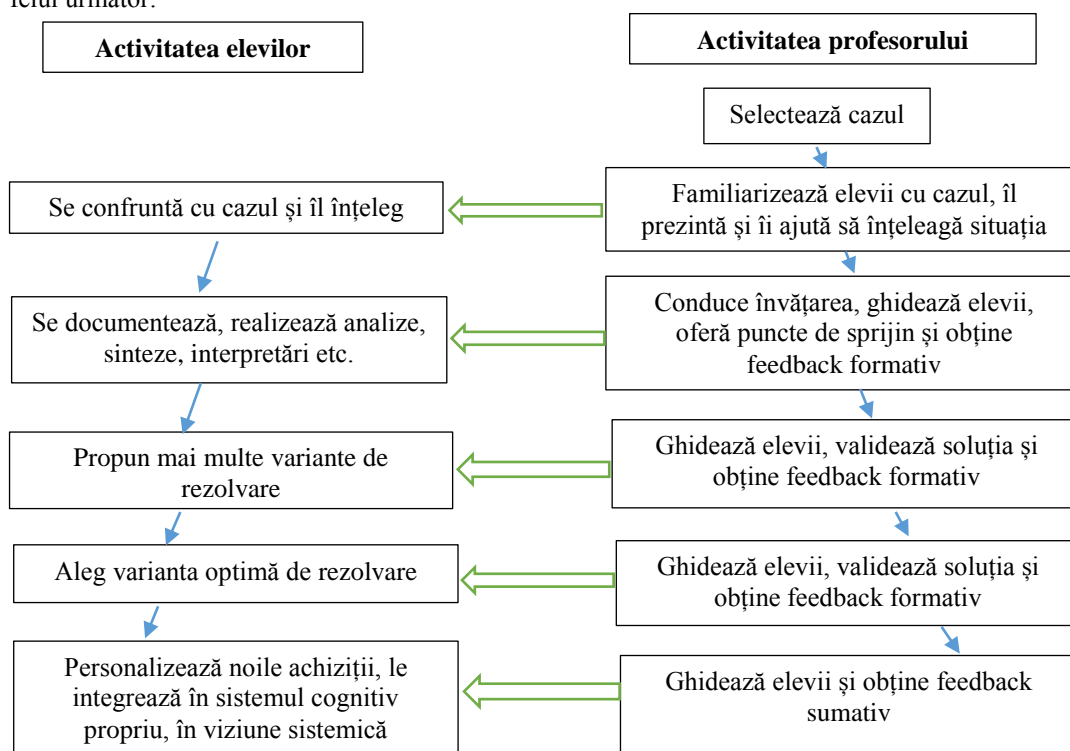 felul următor:
Activitatea elevilor
Activitatea profesorului
Selectează cazul
Se confruntă cu cazul și îl înțeleg
Familiarizează elevii cu cazul, îl
prezintă și îi ajută să înțeleagă situația
Se documentează, realizează analize,
sinteze, interpretări etc.
Conduce învățarea, ghidează elevii,
oferă puncte de sprijin și obține
feedback formativ
Propun mai multe variante de
rezolvare
Ghidează elevii, validează soluția și
obține feedback formativ
Aleg varianta optimă de rezolvare
Ghidează elevii, validează soluția și
obține feedback formativ
Personalizează noile achiziții, le
integrează în sistemul cognitiv
propriu, în viziune sistemică
Ghidează elevii și obține feedback
sumativ